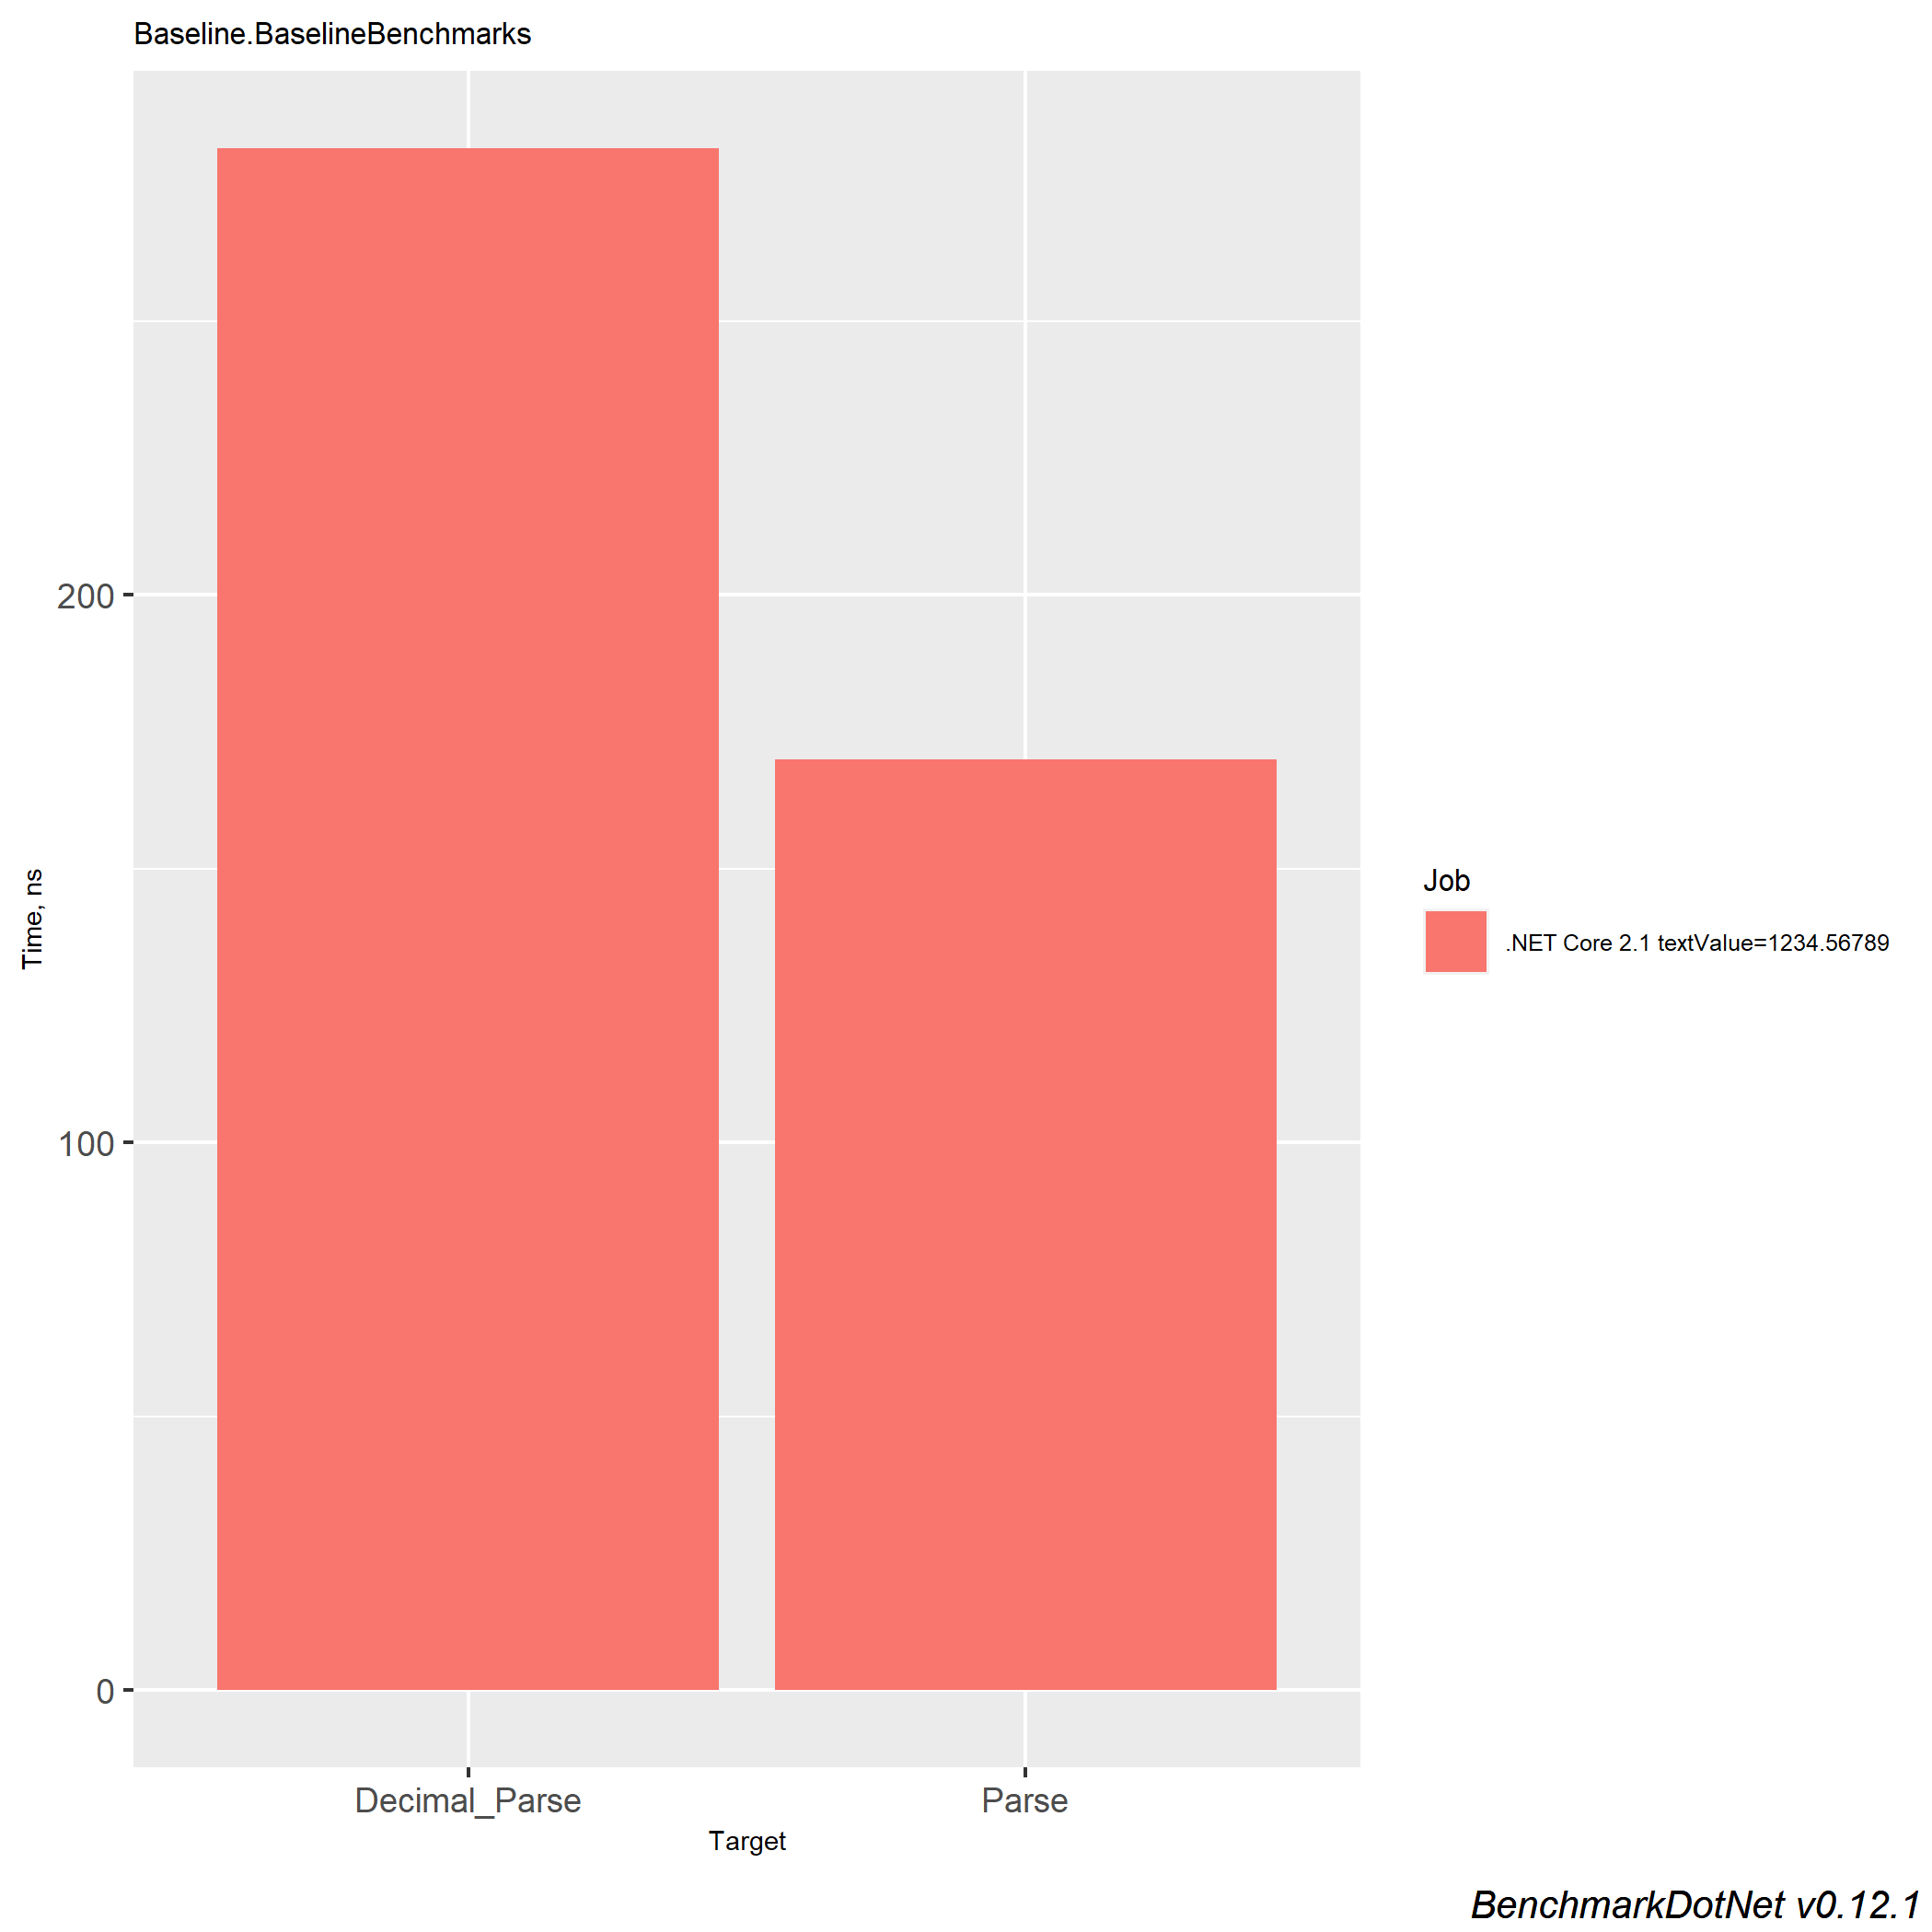 Baseline.BaselineBenchmarks
Time, ns
200
100
0
Decimal_Parse
Parse
Target
Job
.NET Core 2.1 textValue=1234.56789
BenchmarkDotNet v0.12.1